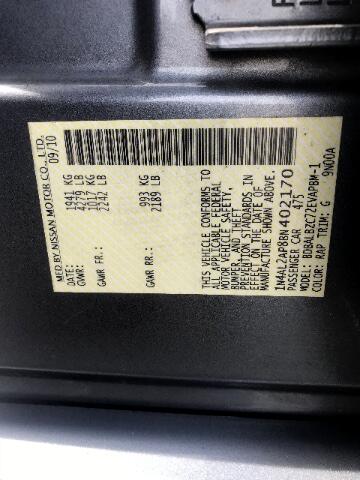 MFD BY NISSAN MOTOR CO., LTD.
09/10
1941 KG
GVWR: 4279 LB
1017 KG
GAWR FR.: 2242 LB
993 KG
GAWR RR.: 2189 LB
THIS VEHICLE CONFORMS TO
ALL APPLICABLE FEDERAL
MOTOR VEHICLE SAFETY,
BUMPER, AND THEFT
PREVENTION STANDARDS IN
EFFECT ON THE DATE OF
MANUFACTURE SHOWN ABOVE.
1N4AL2AP8BN402170
PASSENGER CAR 475
MODEL: BDBALBZC7ZEVAPBM-1
COLOR: KAP TRIM: G 9N00A